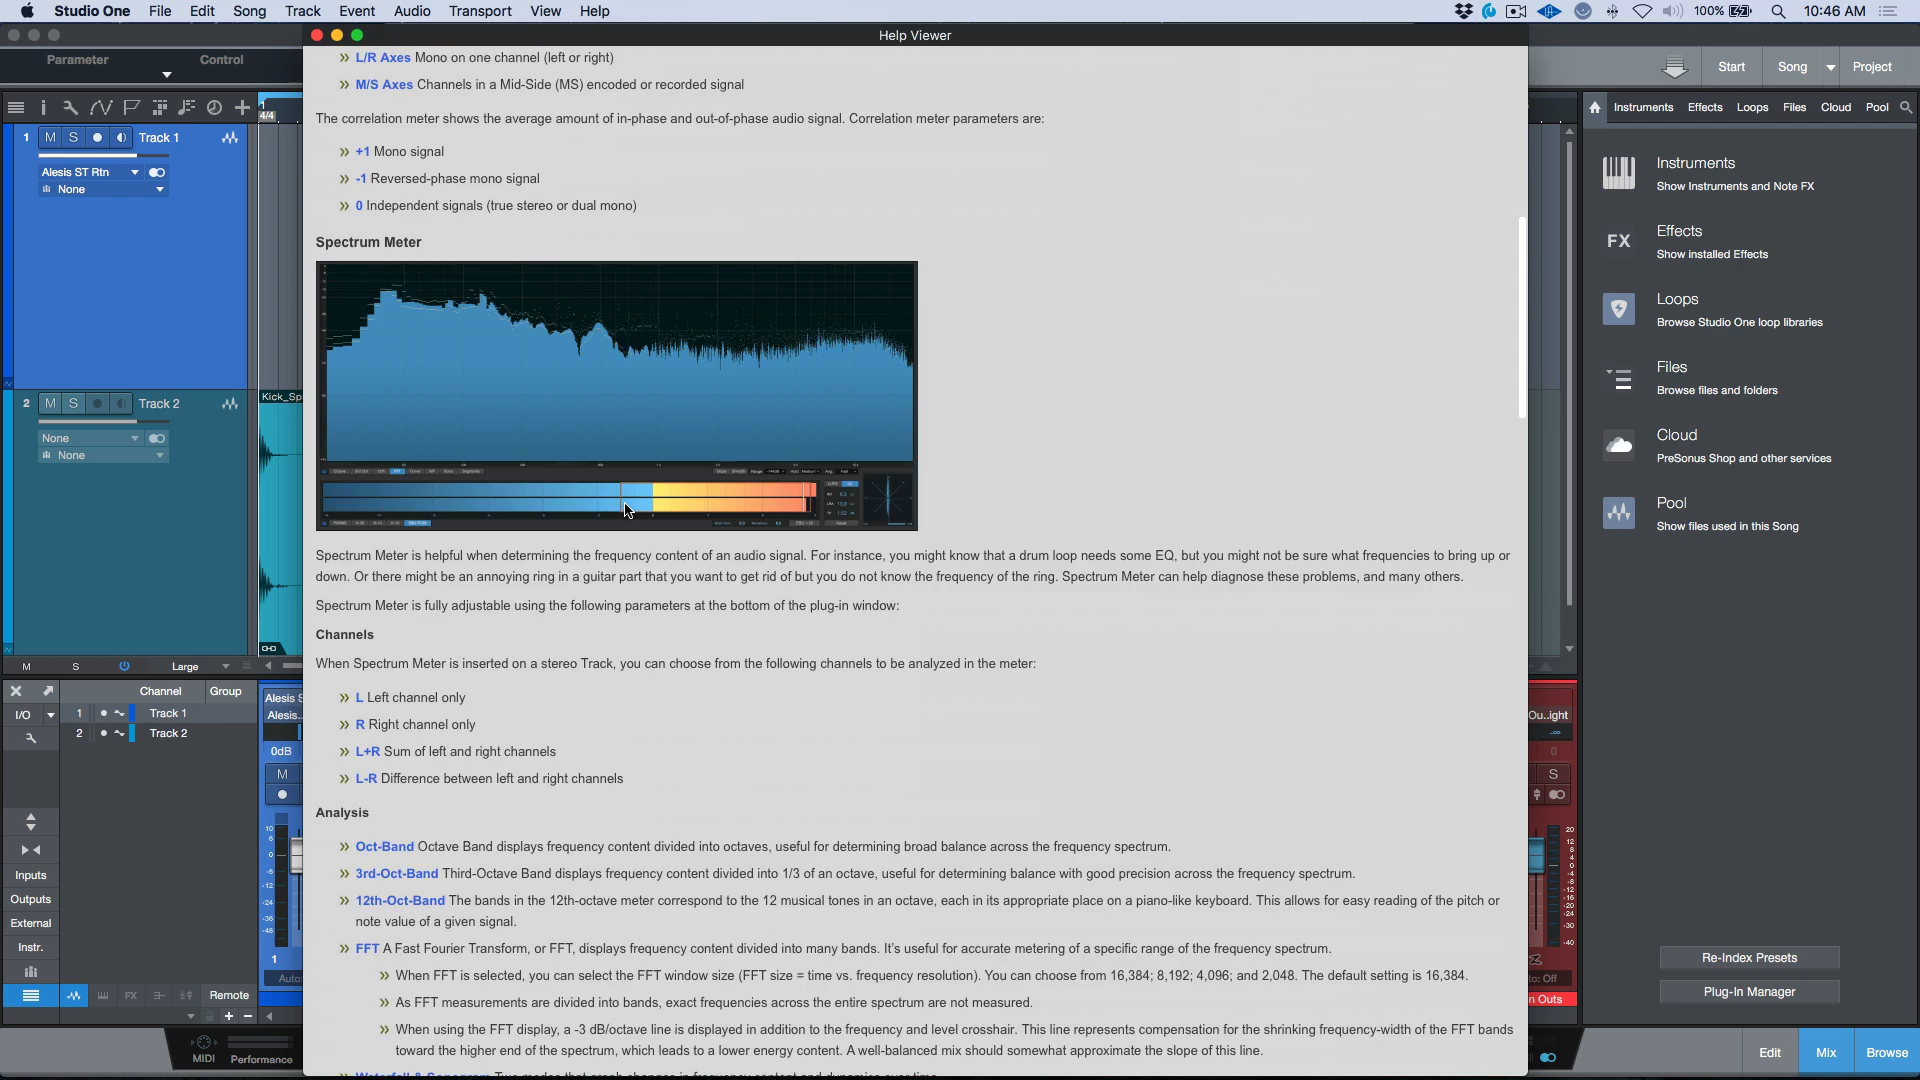 Studio One File Edit Song Track Event Audio Transport View Help
100% 10:46 AM
Help Viewer
Parameter Control
Start Song Project
4/4
Instruments Effects Loops Files Cloud Pool
1 M S Track 1
Alesis ST Rtn
None
2 M S Track 2
None
None
Kick_Sp
M S Large
Channel Group
I/O 1 Track 1
2 Track 2
Alesis S
Alesis..
0dB
M
Inputs
Outputs
External
Instr.
1
Auto:
FX Remote
MIDI Performance
» L/R Axes Mono on one channel (left or right)
» M/S Axes Channels in a Mid-Side (MS) encoded or recorded signal
The correlation meter shows the average amount of in-phase and out-of-phase audio signal. Correlation meter parameters are:
» +1 Mono signal
» -1 Reversed-phase mono signal
» 0 Independent signals (true stereo or dual mono)
Spectrum Meter
Spectrum Meter is helpful when determining the frequency content of an audio signal. For instance, you might know that a drum loop needs some EQ, but you might not be sure what frequencies to bring up or
down. Or there might be an annoying ring in a guitar part that you want to get rid of but you do not know the frequency of the ring. Spectrum Meter can help diagnose these problems, and many others.
Spectrum Meter is fully adjustable using the following parameters at the bottom of the plug-in window:
Channels
When Spectrum Meter is inserted on a stereo Track, you can choose from the following channels to be analyzed in the meter:
» L Left channel only
» R Right channel only
» L+R Sum of left and right channels
» L-R Difference between left and right channels
Analysis
» Oct-Band Octave Band displays frequency content divided into octaves, useful for determining broad balance across the frequency spectrum.
» 3rd-Oct-Band Third-Octave Band displays frequency content divided into 1/3 of an octave, useful for determining balance with good precision across the frequency spectrum.
» 12th-Oct-Band The bands in the 12th-octave meter correspond to the 12 musical tones in an octave, each in its appropriate place on a piano-like keyboard. This allows for easy reading of the pitch or
note value of a given signal.
» FFT A Fast Fourier Transform, or FFT, displays frequency content divided into many bands. It's useful for accurate metering of a specific range of the frequency spectrum.
» When FFT is selected, you can select the FFT window size (FFT size = time vs. frequency resolution). You can choose from 16,384; 8,192; 4,096; and 2,048. The default setting is 16,384.
» As FFT measurements are divided into bands, exact frequencies across the entire spectrum are not measured.
» When using the FFT display, a -3 dB/octave line is displayed in addition to the frequency and level crosshair. This line represents compensation for the shrinking frequency-width of the FFT bands
toward the higher end of the spectrum, which leads to a lower energy content. A well-balanced mix should somewhat approximate the slope of this line.
Instruments
Show Instruments and Note FX
FX Effects
Show installed Effects
Loops
Browse Studio One loop libraries
Files
Browse files and folders
Cloud
PreSonus Shop and other services
Pool
Show files used in this Song
Re-Index Presets
Plug-In Manager
Ou..ight
S
to: Off
n Outs
Edit Mix Browse